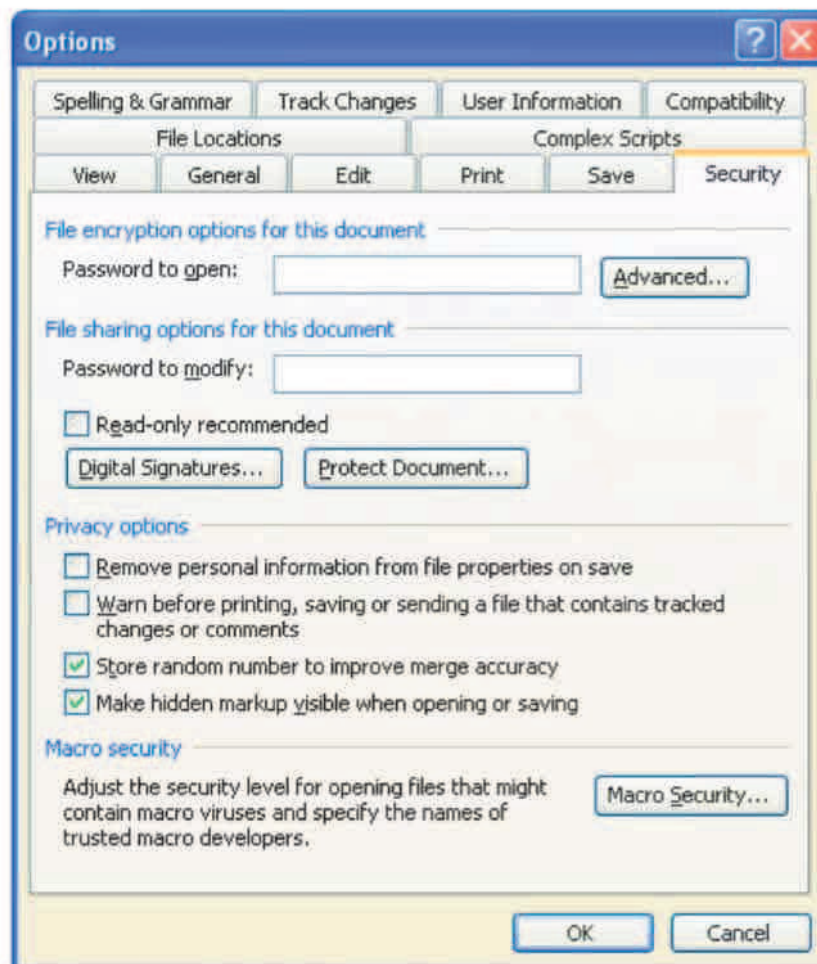 Options
Spelling & Grammar Track Changes User Information Compatibility
File Locations Complex Scripts
View General Edit Print Save Security
File encryption options for this document
Password to open: Advanced...
File sharing options for this document
Password to modify:
Read-only recommended
Digital Signatures... Protect Document...
Privacy options
Remove personal information from file properties on save
Warn before printing, saving or sending a file that contains tracked
changes or comments
Store random number to improve merge accuracy
Make hidden markup visible when opening or saving
Macro security
Adjust the security level for opening files that might
contain macro viruses and specify the names of
trusted macro developers.
Macro Security...
OK Cancel